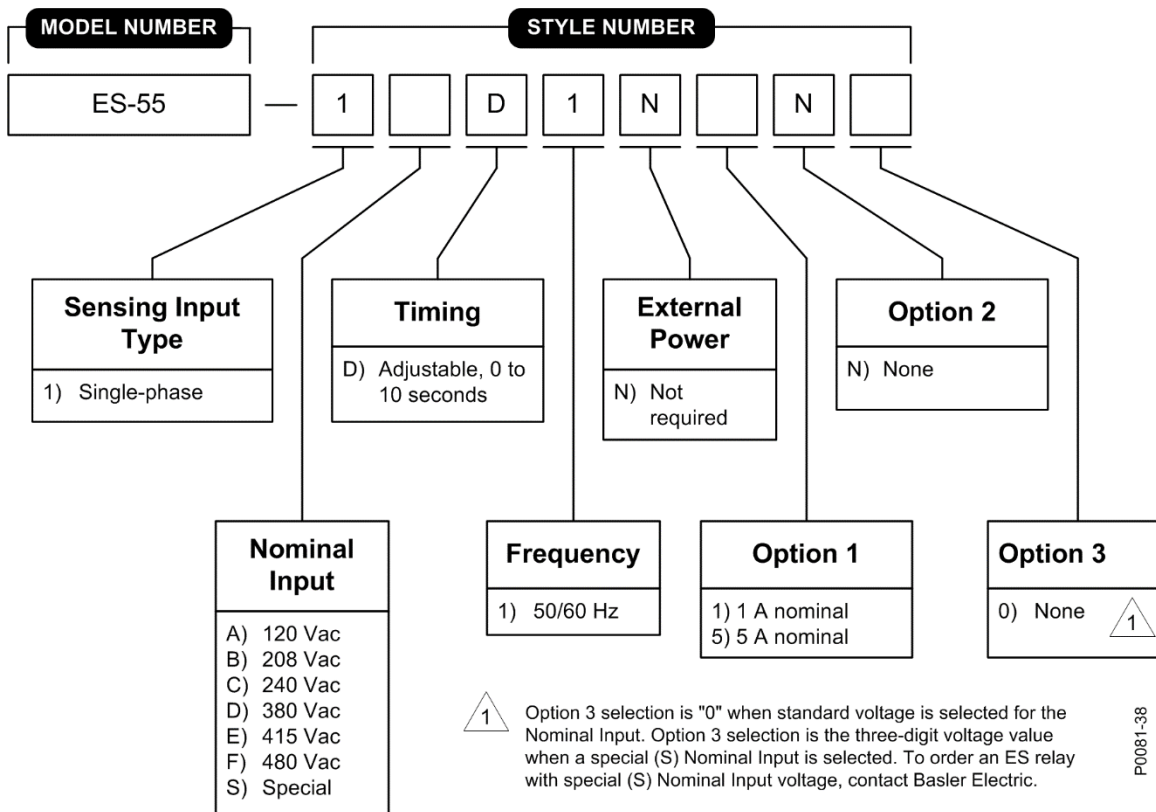 MODEL NUMBER
STYLE NUMBER
ES-55 — 1 D 1 N N
Sensing Input
Type
1) Single-phase
Timing
D) Adjustable, 0 to
10 seconds
External
Power
N) Not
required
Option 2
N) None
Nominal
Input
A) 120 Vac
B) 208 Vac
C) 240 Vac
D) 380 Vac
E) 415 Vac
F) 480 Vac
S) Special
Frequency
1) 50/60 Hz
Option 1
1) 1 A nominal
5) 5 A nominal
Option 3
0) None 1
1 Option 3 selection is "0" when standard voltage is selected for the
Nominal Input. Option 3 selection is the three-digit voltage value
when a special (S) Nominal Input is selected. To order an ES relay
with special (S) Nominal Input voltage, contact Basler Electric.
P0081-38